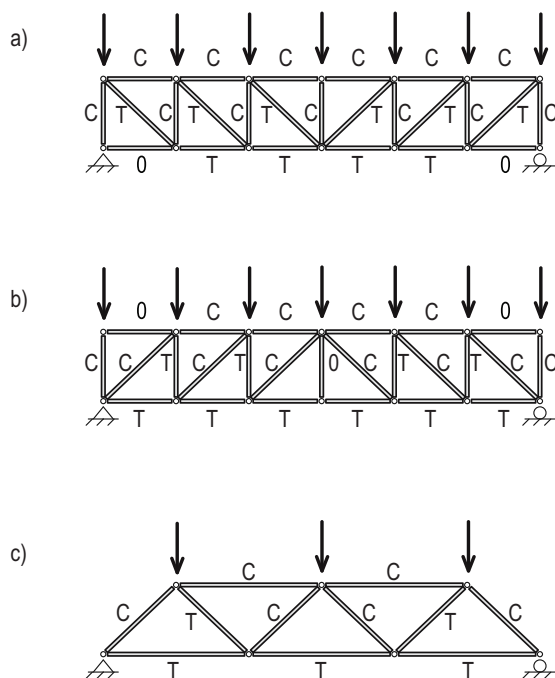 a)
C C C C C C
C T C T C T C T C T C T C
0 T T T T 0
b)
0 C C C C 0
C C T C T C 0 C T C T C C
T T T T T T
c)
C C
C T C C T C
T T T